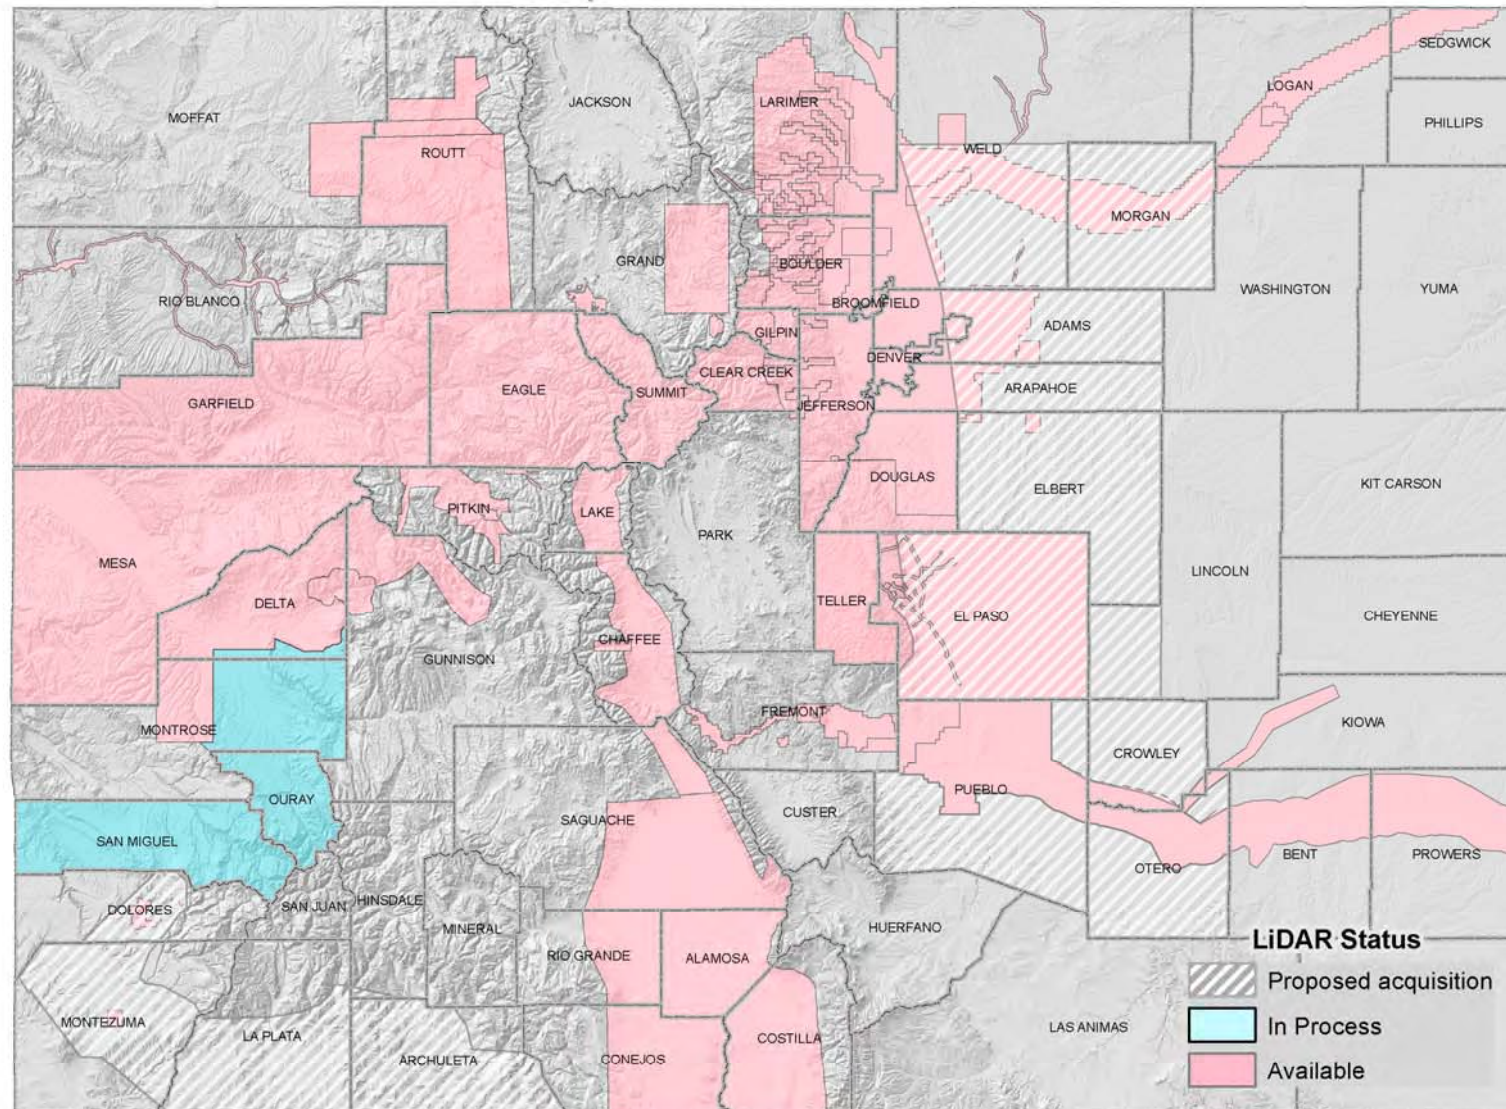 SEDGWICK
LOGAN
JACKSON
LARIMER
MOFFAT
PHILLIPS
ROUTT
WELD
MORGAN
GRAND
BOULDER
RIO BLANCO
WASHINGTON
YUMA
BROOMFIELD
GILPIN
ADAMS
DENVER
CLEAR CREEK
EAGLE
SUMMIT
ARAPAHOE
GARFIELD
JEFFERSON
DOUGLAS
ELBERT
KIT CARSON
PITKIN
LAKE
PARK
MESA
LINCOLN
DELTA
TELLER
EL PASO
CHEYENNE
CHAFFEE
GUNNISON
FREMONT
MONTROSE
KIOWA
CROWLEY
OURAY
PUEBLO
CUSTER
SAGUACHE
SAN MIGUEL
BENT
PROWERS
OTERO
DOLORES
SAN JUAN
HINSDALE
MINERAL
HUERFANO
RIO GRANDE
ALAMOSA
MONTEZUMA
LA PLATA
ARCHULETA
CONEJOS
COSTILLA
LAS ANIMAS
LiDAR Status
Proposed acquisition
In Process
Available